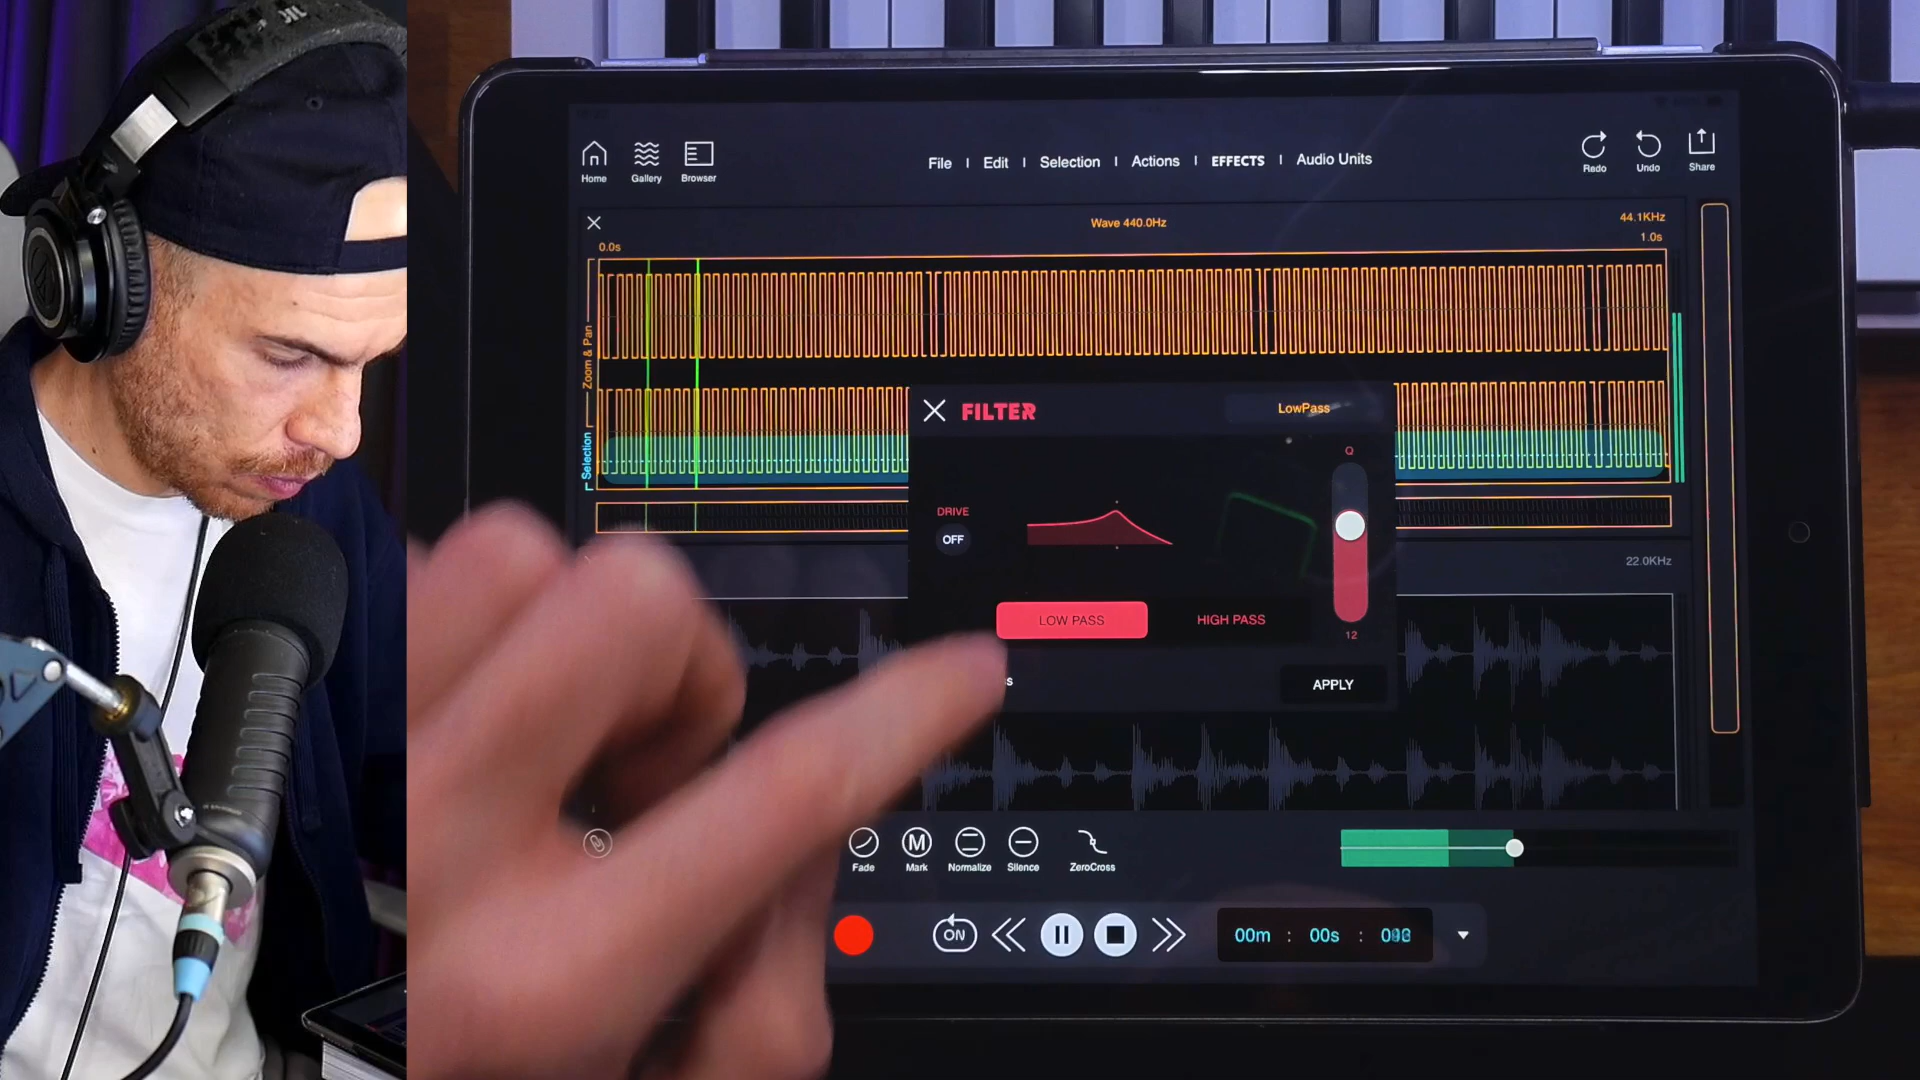 Home
Gallery
Browser
File | Edit | Selection | Actions | EFFECTS | Audio Units
Redo
Undo
Share
Wave 440.0Hz
44.1KHz
0.0s
1.0s
Zoom & Pan
Selection
FILTER
LowPass
Q
DRIVE
OFF
22.0KHz
LOW PASS
HIGH PASS
12
s
APPLY
Fade
M
Mark
Normalize
Silence
ZeroCross
ON
00m : 00s :